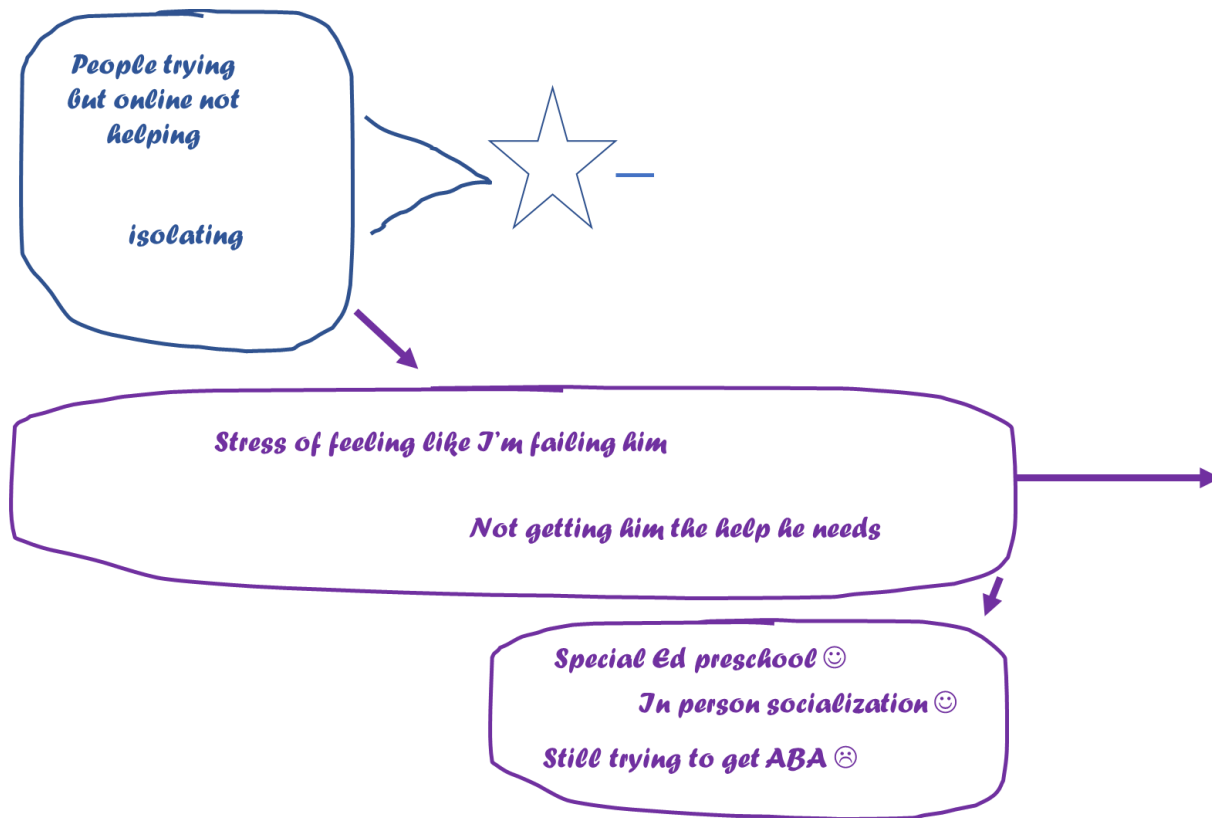 People trying
but online not
helping
isolating
Stress of feeling like I'm failing him
Not getting him the help he needs
Special Ed preschool ☺
In person socialization ☺
Still trying to get ABA ☹